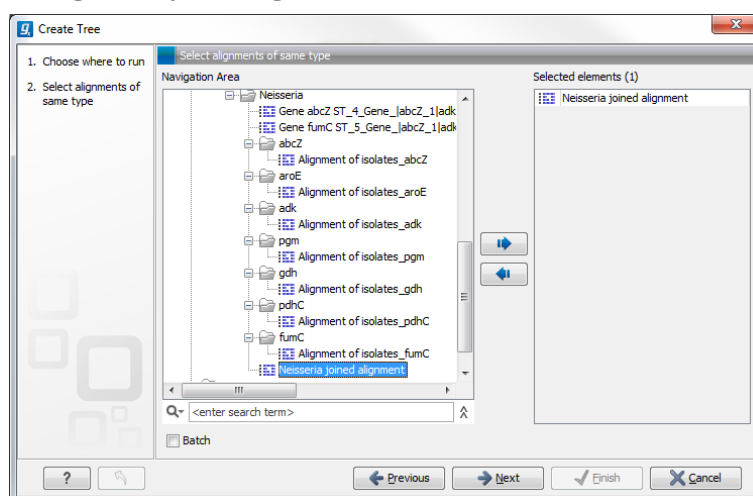 Create Tree
1. Choose where to run
2. Select alignments of
same type
Select alignments of same type
Navigation Area
Neisseria
Gene abcZ ST_4_Gene_|abcZ_1|adk
Gene fumC ST_5_Gene_|abcZ_1|adk
abcZ
Alignment of isolates_abcZ
aroE
Alignment of isolates_aroE
adk
Alignment of isolates_adk
pgm
Alignment of isolates_pgm
gdh
Alignment of isolates_gdh
pdhC
Alignment of isolates_pdhC
fumC
Alignment of isolates_fumC
Neisseria joined alignment
<enter search term>
Batch
Selected elements (1)
Neisseria joined alignment
?
Previous
Next
Finish
Cancel